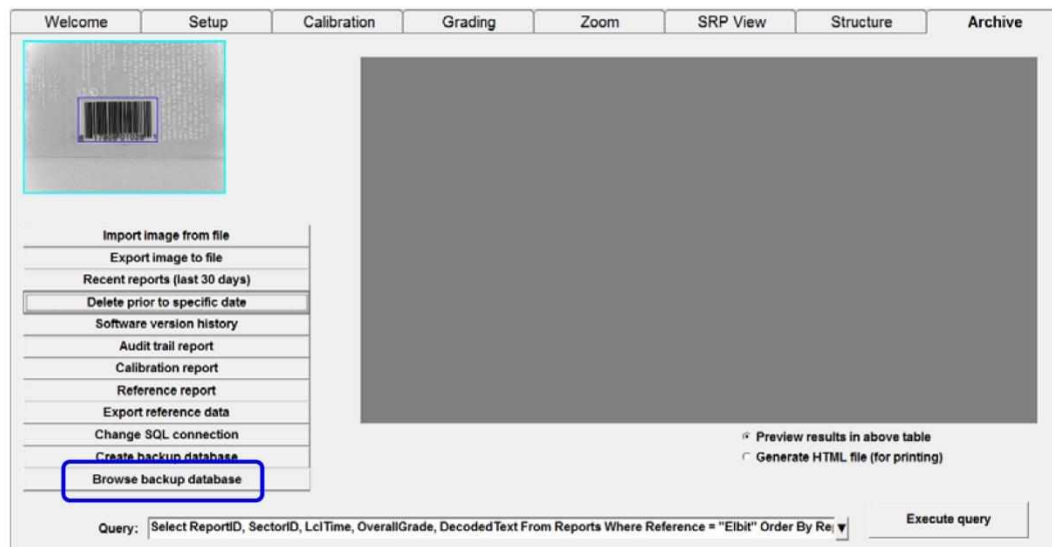 Welcome Setup Calibration Grading Zoom SRP View Structure Archive
Import image from file
Export image to file
Recent reports (last 30 days)
Delete prior to specific date
Software version history
Audit trail report
Calibration report
Reference report
Export reference data
Change SQL connection
Create backup database
Browse backup database
Preview results in above table
Generate HTML file (for printing)
Query: Select ReportID, SectorID, LclTime, OverallGrade, DecodedText From Reports Where Reference = "Elbit" Order By
Execute query